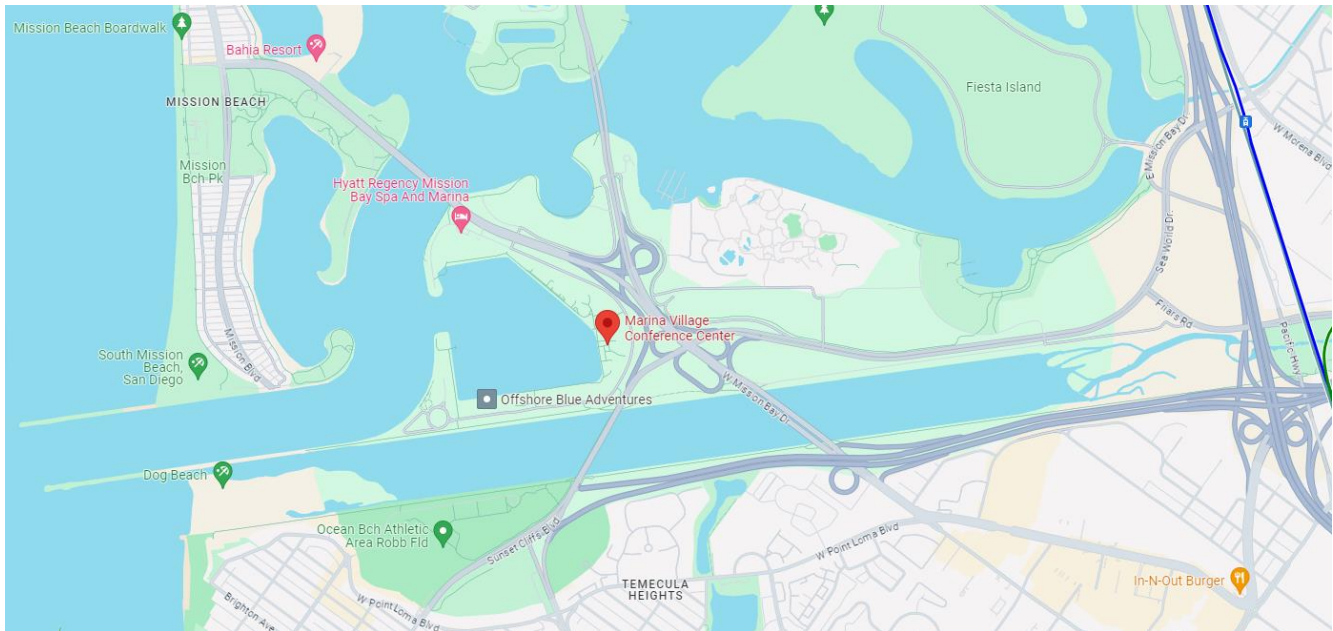 Mission Beach Boardwalk
Bahia Resort
MISSION BEACH
Fiesta Island
E Mission Bay Dr
W Morena Blvd
Mission
Bch Pk
Hyatt Regency Mission
Bay Spa And Marina
Sea World Dr.
Friars Rd
Marina Village
Conference Center
Pacific Hwy
Mission Blvd
South Mission
Beach,
San Diego
Offshore Blue Adventures
W Mission Bay Dr
Dog Beach
Ocean Bch Athletic
Area Robb Fld
Sunset Cliffs Blvd
W Point Loma Blvd
TEMECULA
HEIGHTS
In-N-Out Burger
Brighton Ave
W Point Loma Blvd